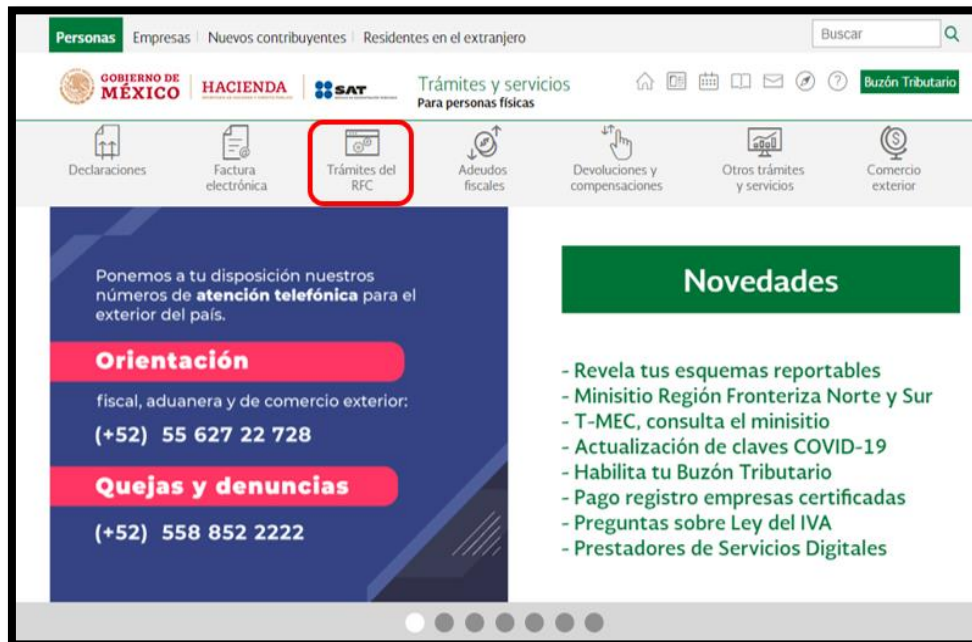 Personas Empresas Nuevos contribuyentes Residentes en el extranjero Buscar
GOBIERNO DE
MÉXICO
HACIENDA
SAT
Trámites y servicios
Para personas físicas
Buzón Tributario
Declaraciones
Factura
electrónica
Trámites del
RFC
Adeudos
fiscales
Devoluciones y
compensaciones
Otros trámites
y servicios
Comercio
exterior
Ponemos a tu disposición nuestros
números de atención telefónica para el
exterior del país.
Orientación
fiscal, aduanera y de comercio exterior:
(+52) 55 627 22 728
Quejas y denuncias
(+52) 558 852 2222
Novedades
- Revela tus esquemas reportables
- Minisitio Región Fronteriza Norte y Sur
- T-MEC, consulta el minisitio
- Actualización de claves COVID-19
- Habilita tu Buzón Tributario
- Pago registro empresas certificadas
- Preguntas sobre Ley del IVA
- Prestadores de Servicios Digitales